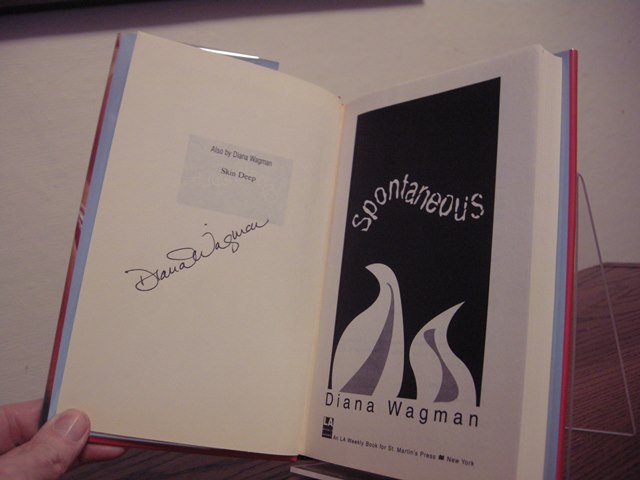 Also by Diana Wagman
Skin Deep
Diana Wagman
Spontaneous
Diana Wagman
LA
An LA Weekly Book for St. Martin's Press New York